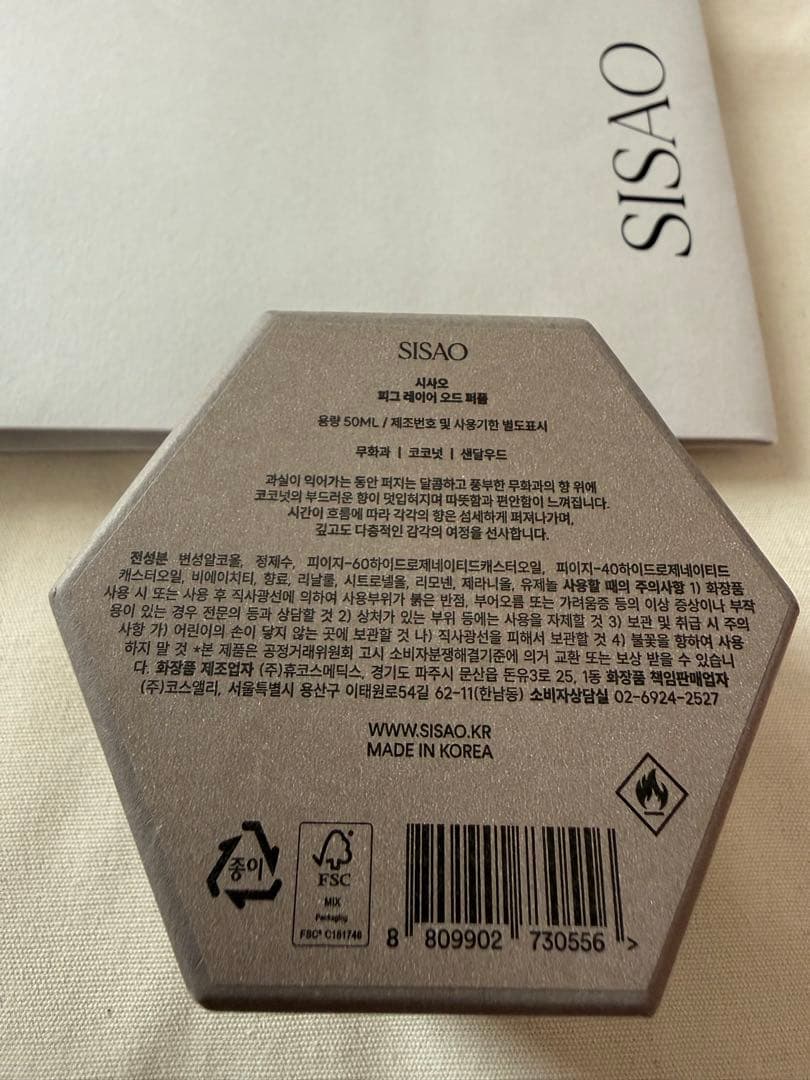 SISAO
SISAO
시사오
피그 레이어 오드 퍼퓸
용량 50ML / 제조번호 및 사용기한 별도표시
무화과 | 코코넛 | 샌달우드
과실이 익어가는 동안 퍼지는 달콤하고 풍부한 무화과의 향 위에
코코넛의 부드러운 향이 덧입혀지며 따뜻함과 편안함이 느껴집니다.
시간이 흐름에 따라 각각의 향은 섬세하게 퍼져나가며,
깊고도 다층적인 감각의 여정을 선사합니다.
전성분 변성알코올, 정제수, 피이지-60하이드로제네이티드캐스터오일, 피이지-40하이드로제네이티드
캐스터오일, 비에이치티, 향료, 리날룰, 시트로넬올, 리모넨, 제라니올, 유제놀 사용할 때의 주의사항 1) 화장품
사용 시 또는 사용 후 직사광선에 의하여 사용부위가 붉은 반점, 부어오름 또는 가려움증 등의 이상 증상이나 부작
용이 있는 경우 전문의 등과 상담할 것 2) 상처가 있는 부위 등에는 사용을 자제할 것 3) 보관 및 취급 시 주의
사항 가) 어린이의 손이 닿지 않는 곳에 보관할 것 나) 직사광선을 피해서 보관할 것 4) 불꽃을 향하여 사용
하지 말 것 *본 제품은 공정거래위원회 고시 소비자분쟁해결기준에 의거 교환 또는 보상 받을 수 있습니
다. 화장품 제조업자 (주)휴코스메딕스, 경기도 파주시 문산읍 돈유3로 25, 1동 화장품 책임판매업자
(주)코스앨리, 서울특별시 용산구 이태원로54길 62-11(한남동) 소비자상담실 02-6924-2527
WWW.SISAO.KR
MADE IN KOREA
종이
FSC
MIX
Packaging
FSC® C181746
8 809902 730556 >